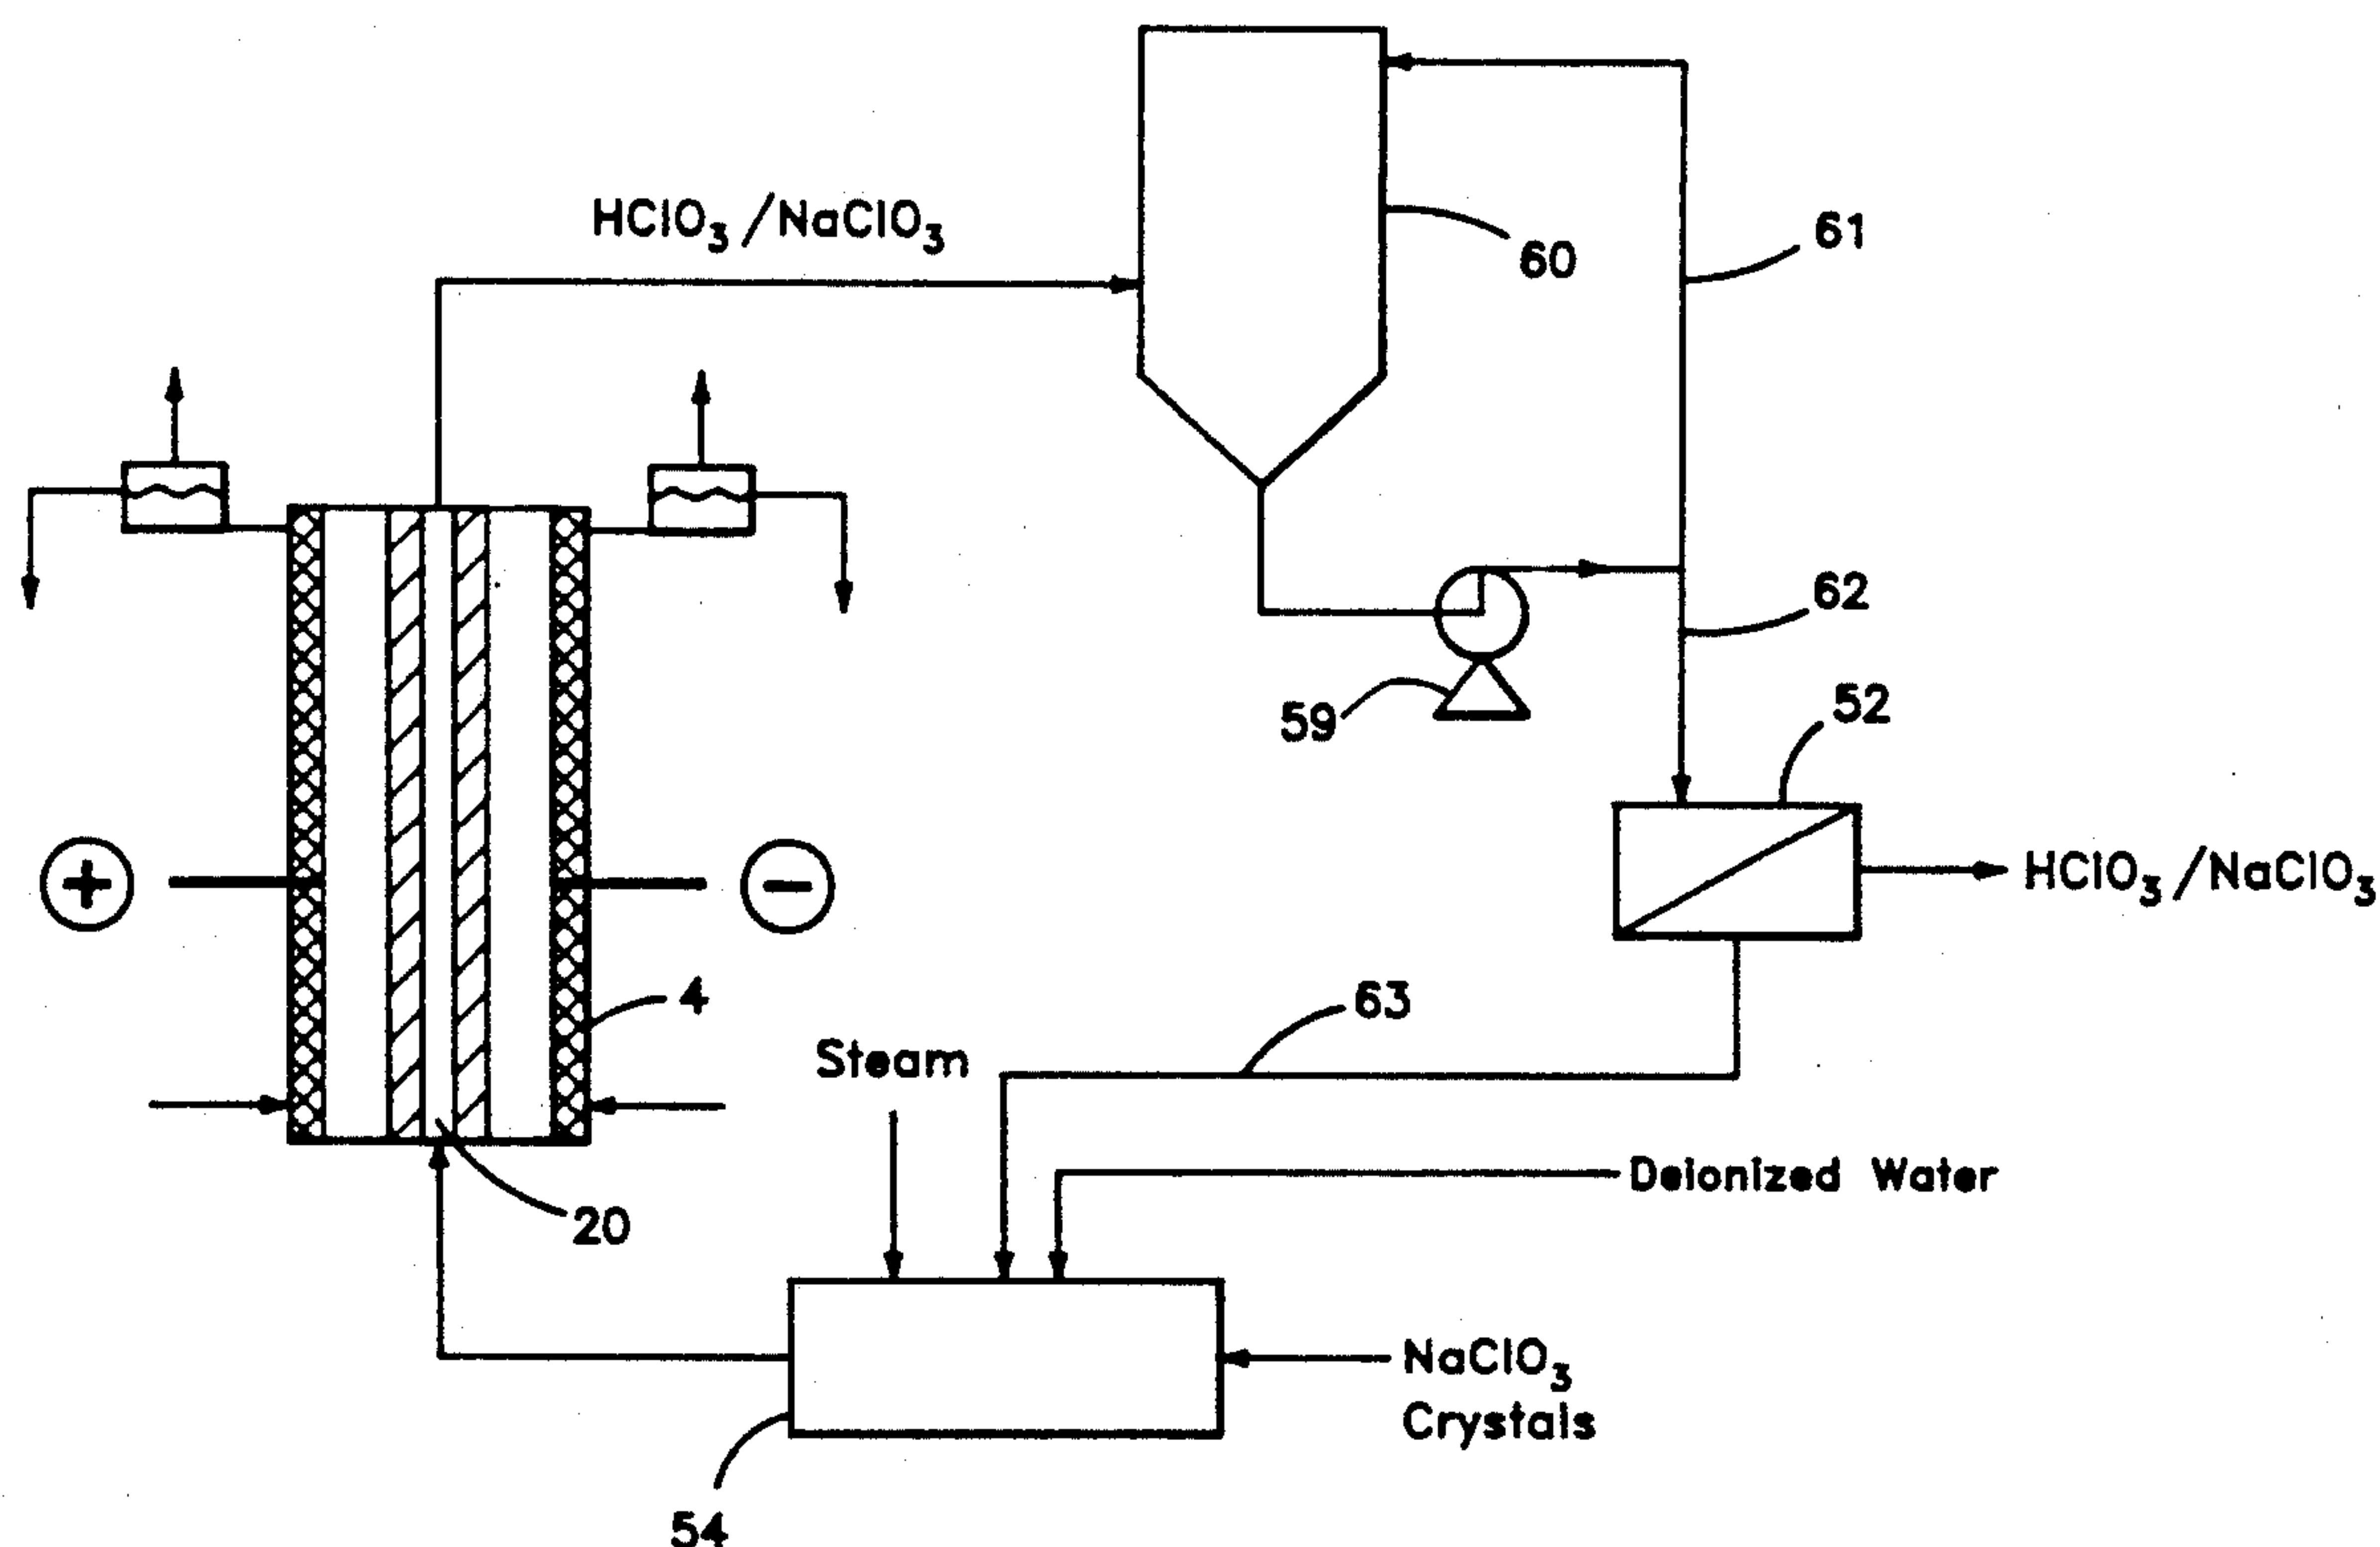 HClO₃/NaClO₃
60
61
62
59
52
+
−
HClO₃/NaClO₃
4
63
Steam
Deionized Water
20
NaClO₃
Crystals
54